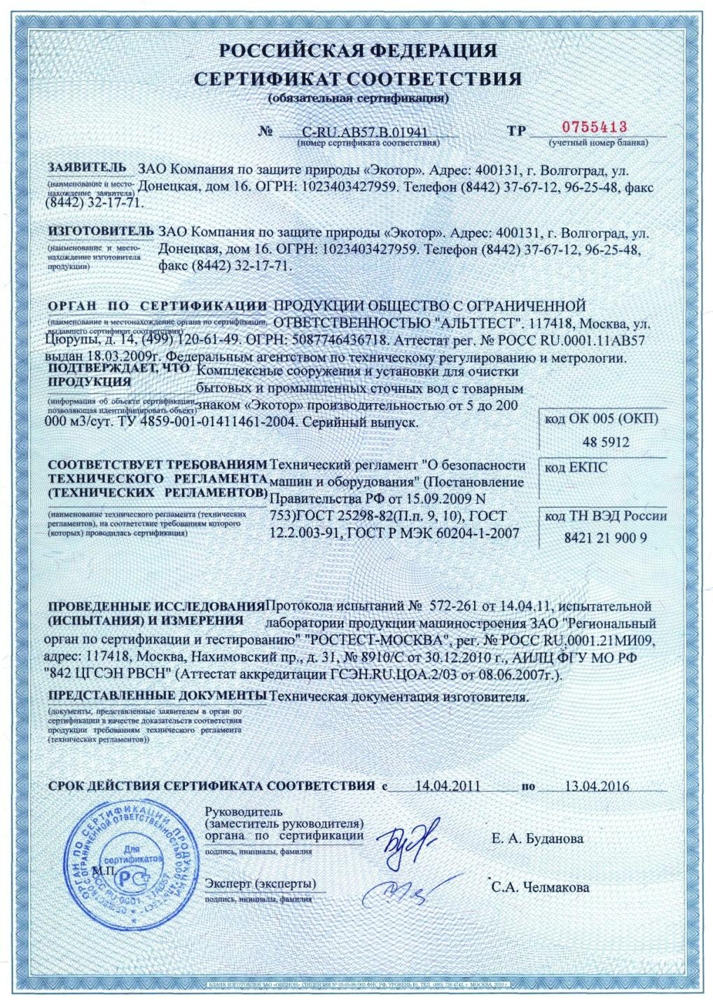 РОССИЙСКАЯ ФЕДЕРАЦИЯ
СЕРТИФИКАТ СООТВЕТСТВИЯ
(обязательная сертификация)
№ C-RU.АВ57.В.01941 ТР 0755413
(номер сертификата соответствия) (учетный номер бланка)
ЗАЯВИТЕЛЬ ЗАО Компания по защите природы «Экотор». Адрес: 400131, г. Волгоград, ул.
(наименование и место-
нахождение заявителя) Донецкая, дом 16. ОГРН: 1023403427959. Телефон (8442) 37-67-12, 96-25-48, факс
(8442) 32-17-71.
ИЗГОТОВИТЕЛЬ ЗАО Компания по защите природы «Экотор». Адрес: 400131, г. Волгоград, ул.
(наименование и место-
нахождение изготовителя
продукции)
Донецкая, дом 16. ОГРН: 1023403427959. Телефон (8442) 37-67-12, 96-25-48,
факс (8442) 32-17-71.
ОРГАН ПО СЕРТИФИКАЦИИ ПРОДУКЦИИ ОБЩЕСТВО С ОГРАНИЧЕННОЙ
(наименование и местонахождение органа по сертификации,
выдавшего сертификат соответствия)
ОТВЕТСТВЕННОСТЬЮ "АЛЬТТЕСТ". 117418, Москва, ул.
Цюрупы, д. 14, (499) 120-61-49. ОГРН: 5087746436718. Аттестат рег. № РОСС RU.0001.11АВ57
выдан 18.03.2009г. Федеральным агентством по техническому регулированию и метрологии.
ПОДТВЕРЖДАЕТ, ЧТО
ПРОДУКЦИЯ
(информация об объекте сертификации,
позволяющая идентифицировать объект)
Комплексные сооружения и установки для очистки
бытовых и промышленных сточных вод с товарным
знаком «Экотор» производительностью от 5 до 200
000 м3/сут. ТУ 4859-001-01411461-2004. Серийный выпуск.
код ОК 005 (ОКП)
48 5912
СООТВЕТСТВУЕТ ТРЕБОВАНИЯМ
ТЕХНИЧЕСКОГО РЕГЛАМЕНТА
(ТЕХНИЧЕСКИХ РЕГЛАМЕНТОВ)
(наименование технического регламента (технических
регламентов), на соответствие требованиям которого
(которых) проводилась сертификация)
Технический регламент "О безопасности
машин и оборудования" (Постановление
Правительства РФ от 15.09.2009 N
753)ГОСТ 25298-82(П.п. 9, 10), ГОСТ
12.2.003-91, ГОСТ Р МЭК 60204-1-2007
код ЕКПС
код ТН ВЭД России
8421 21 900 9
ПРОВЕДЕННЫЕ ИССЛЕДОВАНИЯ Протокола испытаний № 572-261 от 14.04.11, испытательной
(ИСПЫТАНИЯ) И ИЗМЕРЕНИЯ лаборатории продукции машиностроения ЗАО "Региональный
орган по сертификации и тестированию" "РОСТЕСТ-МОСКВА", рег. № РОСС RU.0001.21МИ09,
адрес: 117418, Москва, Нахимовский пр., д. 31, № 8910/С от 30.12.2010 г., АИЛЦ ФГУ МО РФ
"842 ЦГСЭН РВСН" (Аттестат аккредитации ГСЭН.RU.ЦОА.2/03 от 08.06.2007г.).
ПРЕДСТАВЛЕННЫЕ ДОКУМЕНТЫ Техническая документация изготовителя.
(документы, представленные заявителем в орган по
сертификации в качестве доказательств соответствия
продукции требованиям технического регламента
(технических регламентов))
СРОК ДЕЙСТВИЯ СЕРТИФИКАТА СООТВЕТСТВИЯ с 14.04.2011 по 13.04.2016
Руководитель
(заместитель руководителя)
органа по сертификации
подпись, инициалы, фамилия
Е. А. Буданова
Эксперт (эксперты)
подпись, инициалы, фамилия
С.А. Челмакова
М.П.
ОРГАН ПО СЕРТИФИКАЦИИ ПРОДУКЦИИ
С ОГРАНИЧЕННОЙ ОТВЕТСТВЕННОСТЬЮ
Для
сертификатов
БЛАНК ИЗГОТОВЛЕН ЗАО «ОПЦИОН» (ЛИЦЕНЗИЯ № 05-05-09/003 ФНС РФ, УРОВЕНЬ В), ТЕЛ. (495) 726 4742, г. МОСКВА, 2010 г.